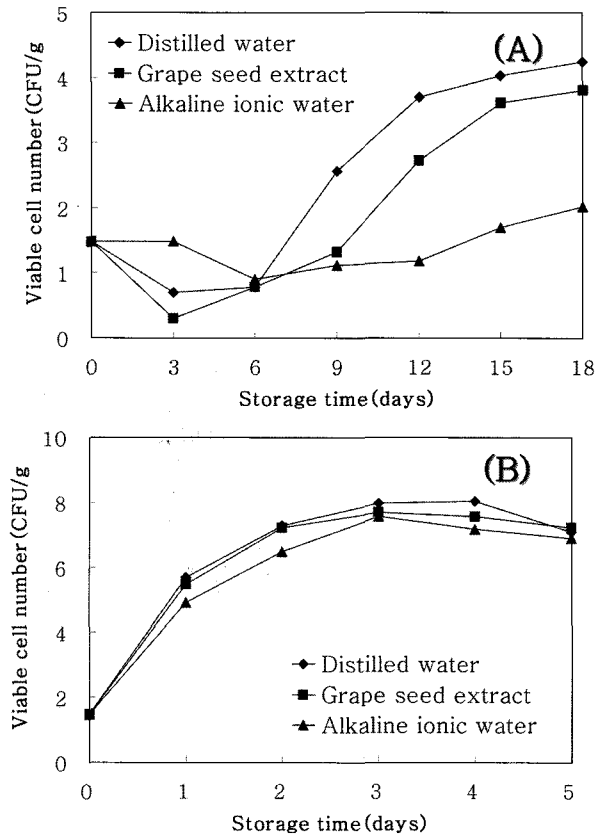 5
4
3
2
1
0
Viable cell number (CFU/g
Distilled water
Grape seed extract
Alkaline ionic water
(A)
0 3 6 9 12 15 18
Storage time(days)
10
8
6
4
2
0
Viable cell number (CFU/g
(B)
Distilled water
Grape seed extract
Alkaline ionic water
0 1 2 3 4 5
Storage time(days)